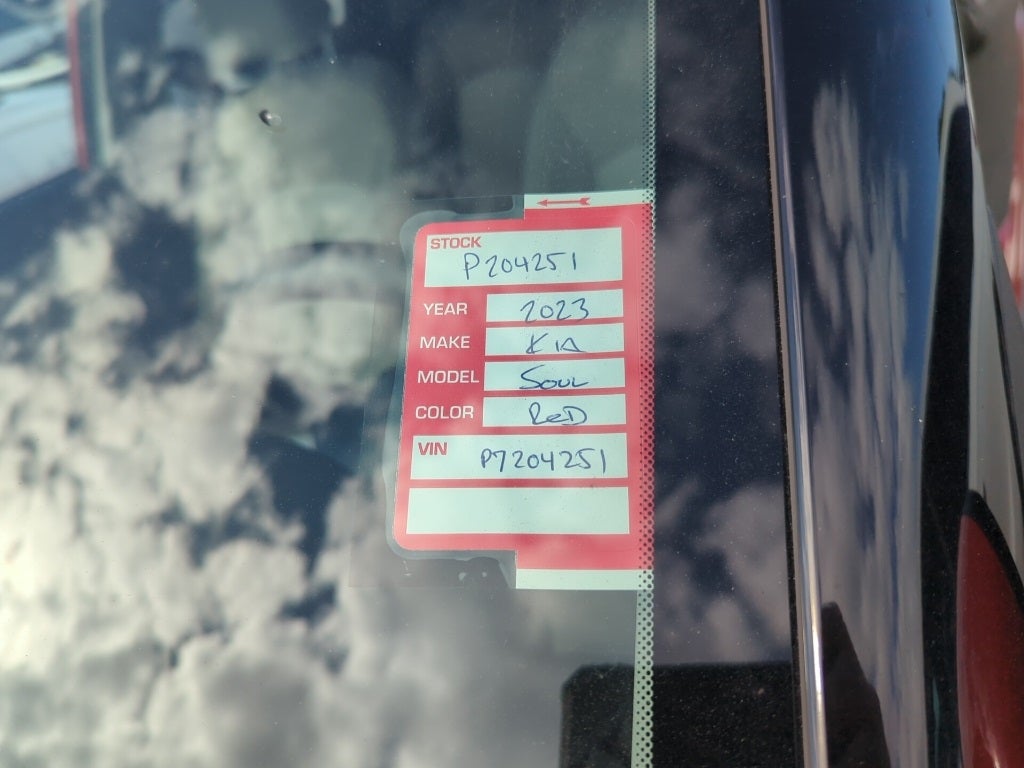 STOCK
P204251
YEAR 2023
MAKE KIA
MODEL SOUL
COLOR ReD
VIN
P7204251